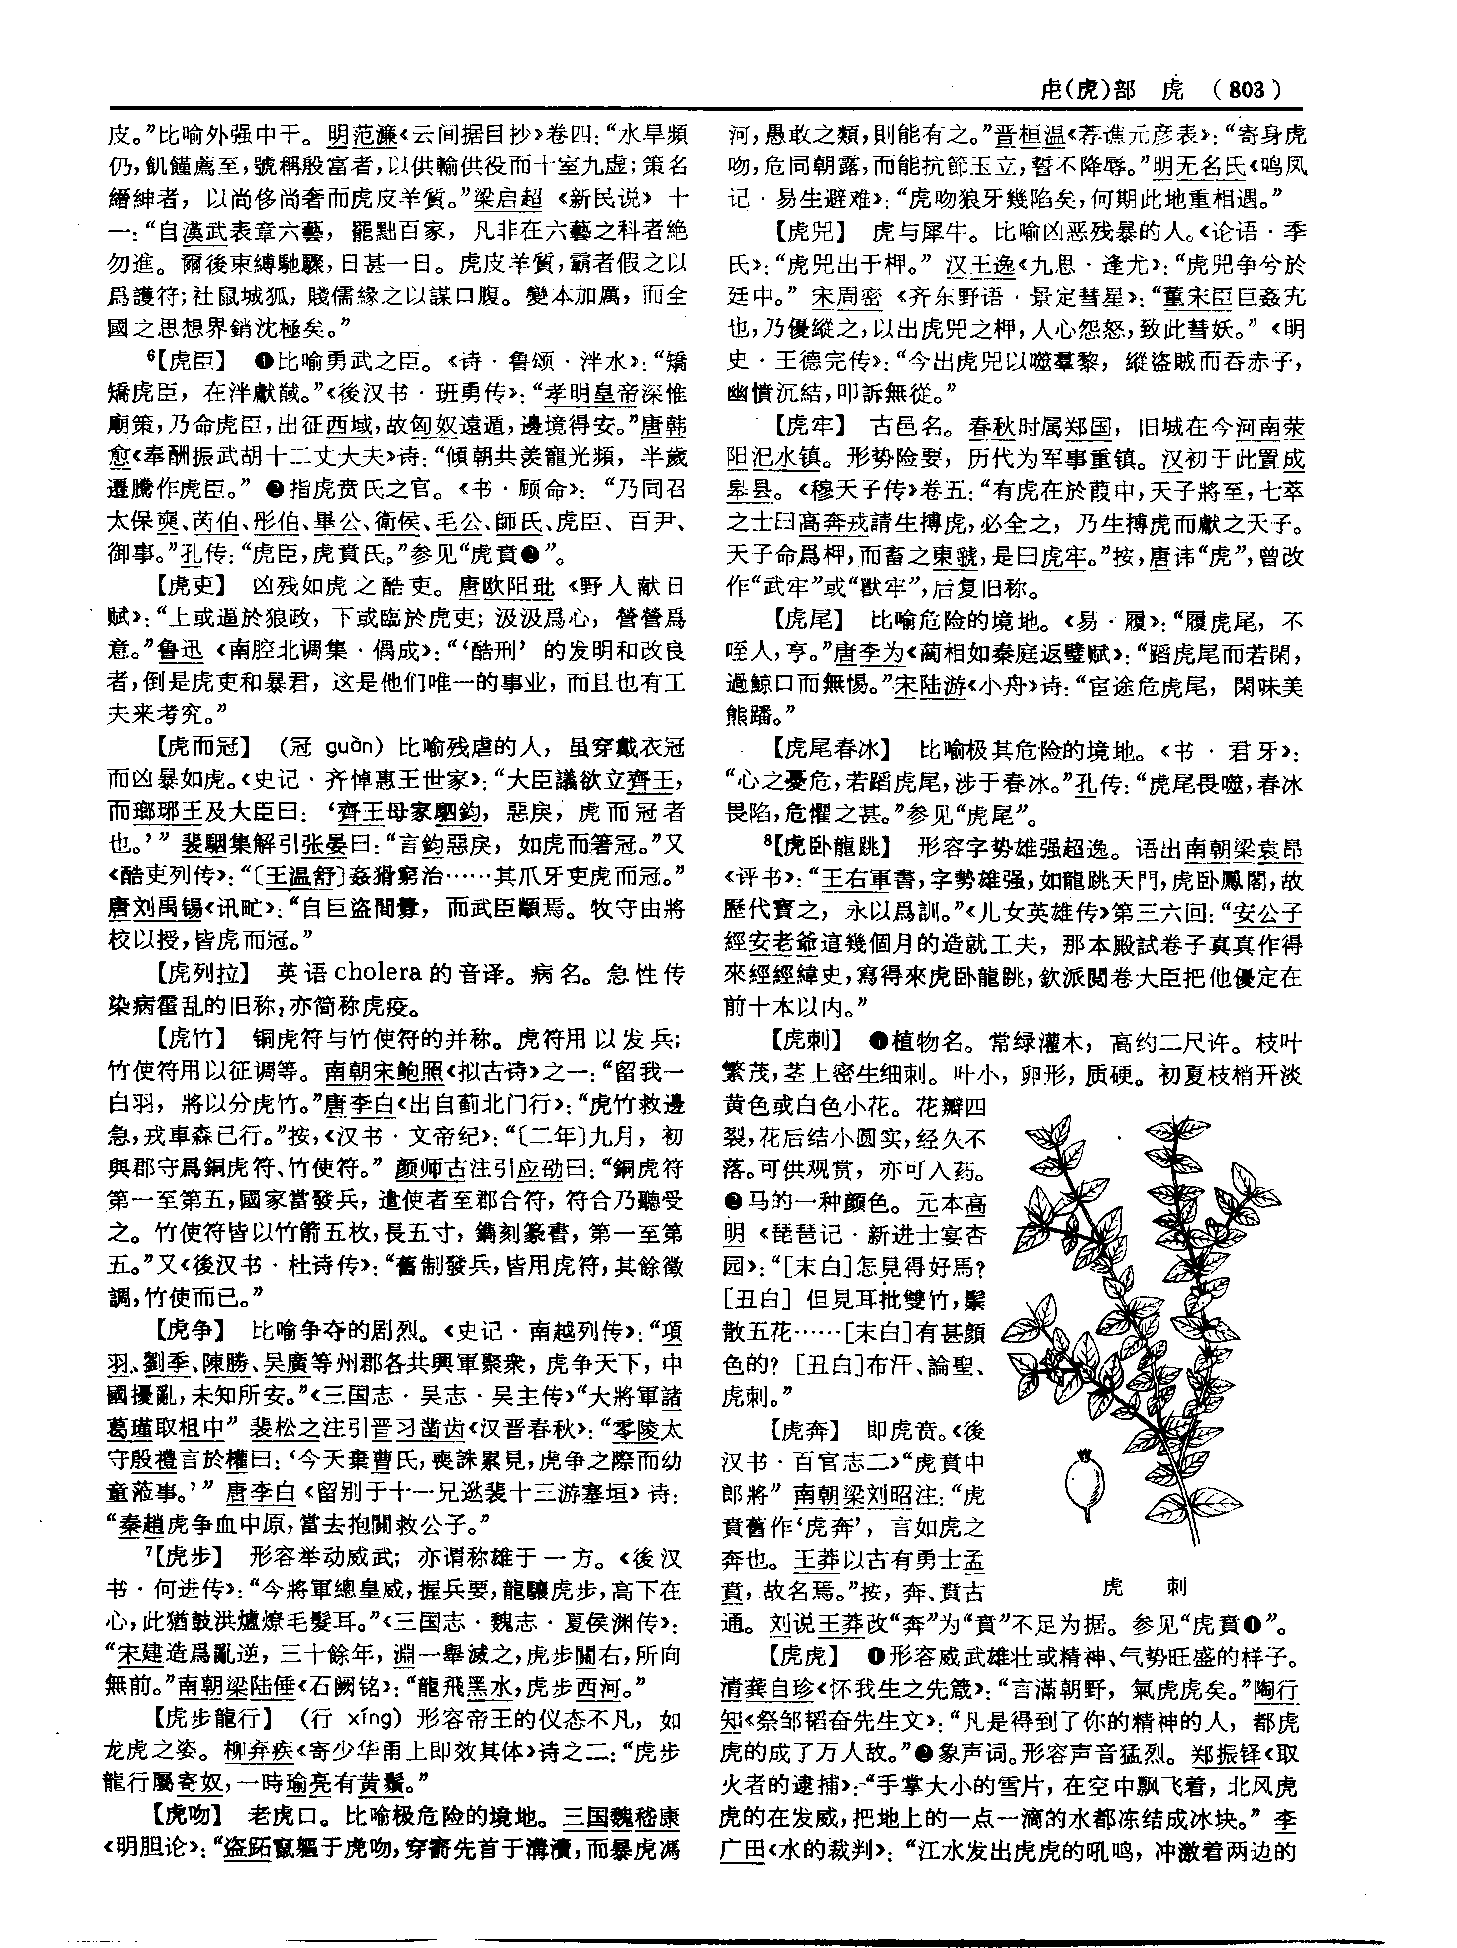 虍(虎)部 虎 (803)
皮。”比喻外强中干。明范濂《云间据目抄》卷四:“水旱頻
仍,飢饉薦至,號稱殷富者,以供輸供役而十室九虚;策名
縉紳者,以尚侈尚奢而虎皮羊質。”梁启超《新民说》十
一:“自漢武表章六藝,罷黜百家,凡非在六藝之科者絶
勿進。爾後束縛馳驟,日甚一日。虎皮羊質,霸者假之以
爲護符;社鼠城狐,賤儒緣之以謀口腹。變本加厲,而全
國之思想界銷沈極矣。”
6【虎臣】 ❶比喻勇武之臣。《诗·鲁颂·泮水》:“矯
矯虎臣,在泮獻馘。”《後汉书·班勇传》:“孝明皇帝深惟
廟策,乃命虎臣,出征西域,故匈奴遠遁,邊境得安。”唐韩
愈《奉酬振武胡十二丈大夫》诗:“傾朝共羨寵光頻,半歲
遷騰作虎臣。”❷指虎贲氏之官。《书·顾命》:“乃同召
太保奭、芮伯、彤伯、畢公、衛侯、毛公、師氏、虎臣、百尹、
御事。”孔传:“虎臣,虎賁氏。”参见“虎賁❷”。
【虎吏】 凶残如虎之酷吏。唐欧阳玭《野人献日
赋》:“上或逼於狼政,下或臨於虎吏;汲汲爲心,營營爲
意。”鲁迅《南腔北调集·偶成》:“‘酷刑’的发明和改良
者,倒是虎吏和暴君,这是他们唯一的事业,而且也有工
夫来考究。”
【虎而冠】 (冠 guàn)比喻残虐的人,虽穿戴衣冠
而凶暴如虎。《史记·齐悼惠王世家》:“大臣議欲立齊王,
而瑯琊王及大臣曰:‘齊王母家駟鈞,惡戾,虎而冠者
也。’”裴駰集解引张晏曰:“言鈞惡戾,如虎而箸冠。”又
《酷吏列传》:“〔王温舒〕姦猾窮治……其爪牙吏虎而冠。”
唐刘禹锡《讯甿》:“自巨盗間釁,而武臣顓焉。牧守由將
校以授,皆虎而冠。”
【虎列拉】 英语cholera的音译。病名。急性传
染病霍乱的旧称,亦简称虎疫。
【虎竹】 铜虎符与竹使符的并称。虎符用以发兵;
竹使符用以征调等。南朝宋鲍照《拟古诗》之一:“留我一
白羽,將以分虎竹。”唐李白《出自蓟北门行》:“虎竹救邊
急,戎車森已行。”按,《汉书·文帝纪》:“〔二年〕九月,初
與郡守爲銅虎符、竹使符。”颜师古注引应劭曰:“銅虎符
第一至第五,國家當發兵,遣使者至郡合符,符合乃聽受
之。竹使符皆以竹箭五枚,長五寸,鐫刻篆書,第一至第
五。”又《後汉书·杜诗传》:“舊制發兵,皆用虎符,其餘徵
調,竹使而已。”
【虎争】 比喻争夺的剧烈。《史记·南越列传》:“項
羽、劉季、陳勝、吴廣等州郡各共興軍聚衆,虎争天下,中
國擾亂,未知所安。”《三国志·吴志·吴主传》“大將軍諸
葛瑾取柤中”裴松之注引晋习凿齿《汉晋春秋》:“零陵太
守殷禮言於權曰:‘今天棄曹氏,喪誅累見,虎争之際而幼
童蒞事。’”唐李白《留别于十一兄逖裴十三游塞垣》诗:
“秦趙虎争血中原,當去抱關救公子。”
7【虎步】 形容举动威武;亦谓称雄于一方。《後汉
书·何进传》:“今將軍總皇威,握兵要,龍驤虎步,高下在
心,此猶鼓洪爐燎毛髮耳。”《三国志·魏志·夏侯渊传》:
“宋建造爲亂逆,三十餘年,淵一舉滅之,虎步關右,所向
無前。”南朝梁陆倕《石阙铭》:“龍飛黑水,虎步西河。”
【虎步龍行】 (行 xíng)形容帝王的仪态不凡,如
龙虎之姿。柳弃疾《寄少华甬上即效其体》诗之二:“虎步
龍行屬寄奴,一時瑜亮有黄鬚。”
【虎吻】 老虎口。比喻极危险的境地。三国魏嵇康
《明胆论》:“盗跖竄軀于虎吻,穿窬先首于溝瀆,而暴虎馮
河,愚敢之類,則能有之。”晋桓温《荐谯元彦表》:“寄身虎
吻,危同朝露,而能抗節玉立,誓不降辱。”明无名氏《鸣凤
记·易生避难》:“虎吻狼牙幾陷矣,何期此地重相遇。”
【虎兕】 虎与犀牛。比喻凶恶残暴的人。《论语·季
氏》:“虎兕出于柙。”汉王逸《九思·逢尤》:“虎兕争兮於
廷中。”宋周密《齐东野语·景定彗星》:“董宋臣巨姦宄
也,乃優縱之,以出虎兕之柙,人心怨怒,致此彗妖。”《明
史·王德完传》:“今出虎兕以噬羣黎,縱盗賊而吞赤子,
幽憤沉結,叩訴無從。”
【虎牢】 古邑名。春秋时属郑国,旧城在今河南荥
阳汜水镇。形势险要,历代为军事重镇。汉初于此置成
皋县。《穆天子传》卷五:“有虎在於葭中,天子將至,七萃
之士曰高奔戎請生搏虎,必全之,乃生搏虎而獻之天子。
天子命爲柙,而畜之東虢,是曰虎牢。”按,唐讳“虎”,曾改
作“武牢”或“獸牢”,后复旧称。
【虎尾】 比喻危险的境地。《易·履》:“履虎尾,不
咥人,亨。”唐李为《蔺相如秦庭返璧赋》:“蹈虎尾而若閑,
過鯨口而無惕。”宋陆游《小舟》诗:“宦途危虎尾,閑味美
熊蹯。”
【虎尾春冰】 比喻极其危险的境地。《书·君牙》:
“心之憂危,若蹈虎尾,涉于春冰。”孔传:“虎尾畏噬,春冰
畏陷,危懼之甚。”参见“虎尾”。
8【虎卧龍跳】 形容字势雄强超逸。语出南朝梁袁昂
《评书》:“王右軍書,字勢雄强,如龍跳天門,虎卧鳳閣,故
歷代寶之,永以爲訓。”《儿女英雄传》第三六回:“安公子
經安老爺這幾個月的造就工夫,那本殿試卷子真真作得
來經經緯史,寫得來虎卧龍跳,欽派閱卷大臣把他優定在
前十本以内。”
【虎刺】 ❶植物名。常绿灌木,高约二尺许。枝叶
繁茂,茎上密生细刺。叶小,卵形,质硬。初夏枝梢开淡
黄色或白色小花。花瓣四
裂,花后结小圆实,经久不
落。可供观赏,亦可入药。
❷马的一种颜色。元本高
明《琵琶记·新进士宴杏
园》:“[末白]怎見得好馬?
[丑白]但見耳批雙竹,鬃
散五花……[末白]有甚顔
色的?[丑白]布汗、論聖、
虎刺。”
【虎奔】 即虎贲。《後
汉书·百官志二》“虎賁中
郎將”南朝梁刘昭注:“虎
賁舊作‘虎奔’,言如虎之
奔也。王莽以古有勇士孟
賁,故名焉。”按,奔、賁古
通。刘说王莽改“奔”为“賁”不足为据。参见“虎賁❶”。
虎 刺
【虎虎】 ❶形容威武雄壮或精神、气势旺盛的样子。
清龚自珍《怀我生之先箴》:“言滿朝野,氣虎虎矣。”陶行
知《祭邹韬奋先生文》:“凡是得到了你的精神的人,都虎
虎的成了万人敌。”❷象声词。形容声音猛烈。郑振铎《取
火者的逮捕》:“手掌大小的雪片,在空中飘飞着,北风虎
虎的在发威,把地上的一点一滴的水都冻结成冰块。”李
广田《水的裁判》:“江水发出虎虎的吼鸣,冲激着两边的